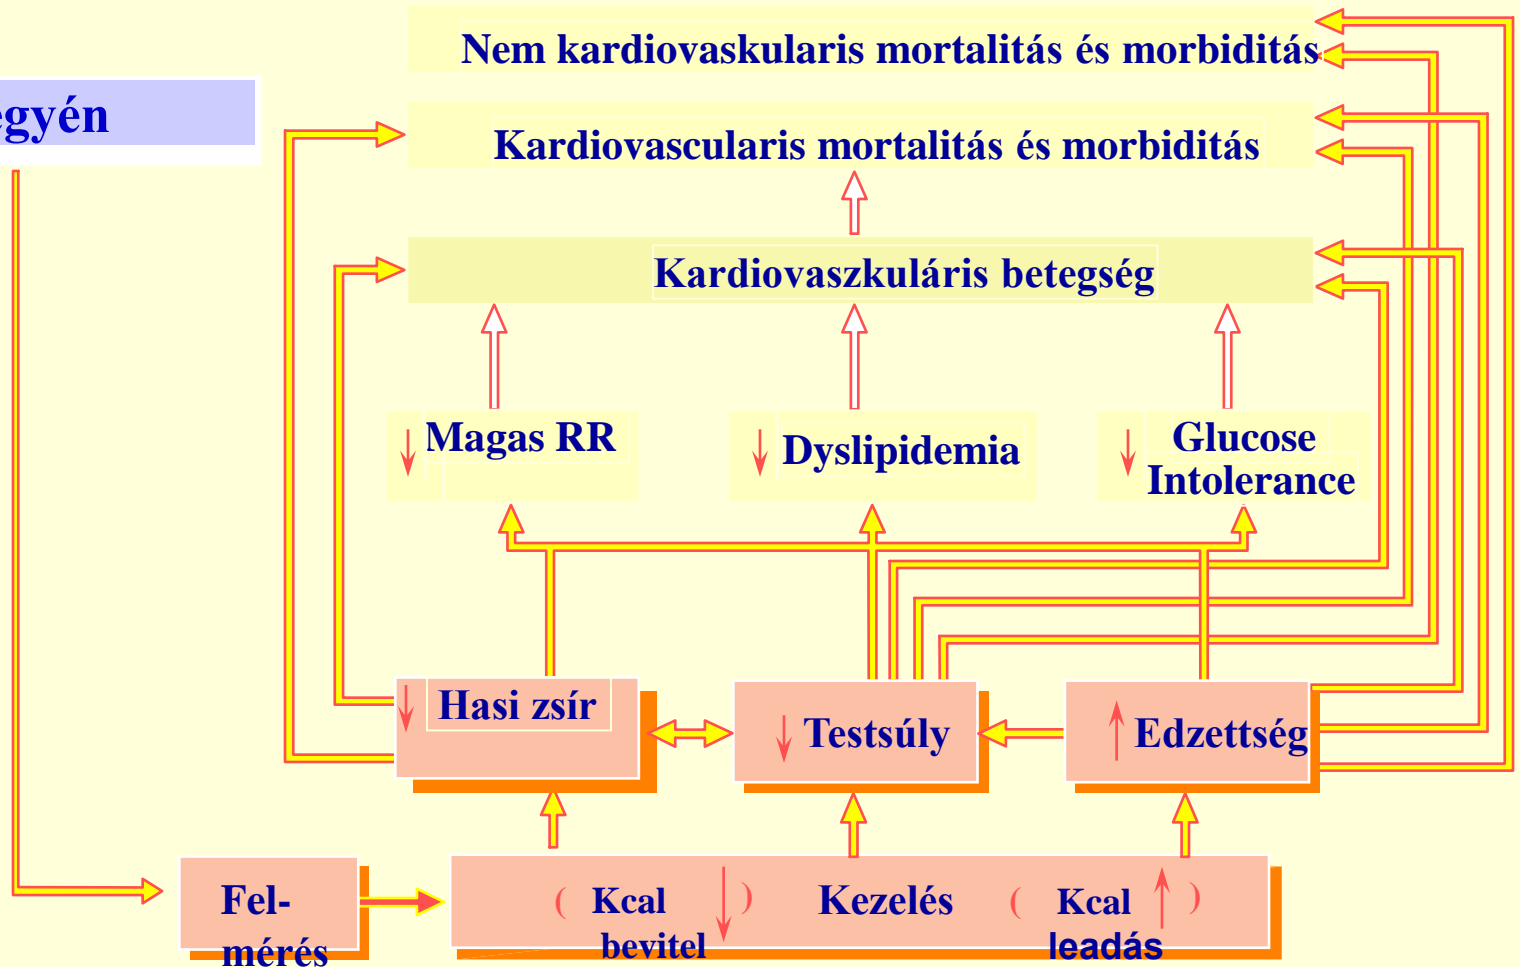 Nem kardiovaskularis mortalitás és morbiditás
egyén
Kardiovascularis mortalitás és morbiditás
Kardiovaszkuláris betegség
↓ Magas RR
↓ Dyslipidemia
↓ Glucose
Intolerance
↓ Hasi zsír
↓ Testsúly
↑ Edzettség
Fel-
mérés
( Kcal ↓ )
bevitel
Kezelés
( Kcal ↑ )
leadás